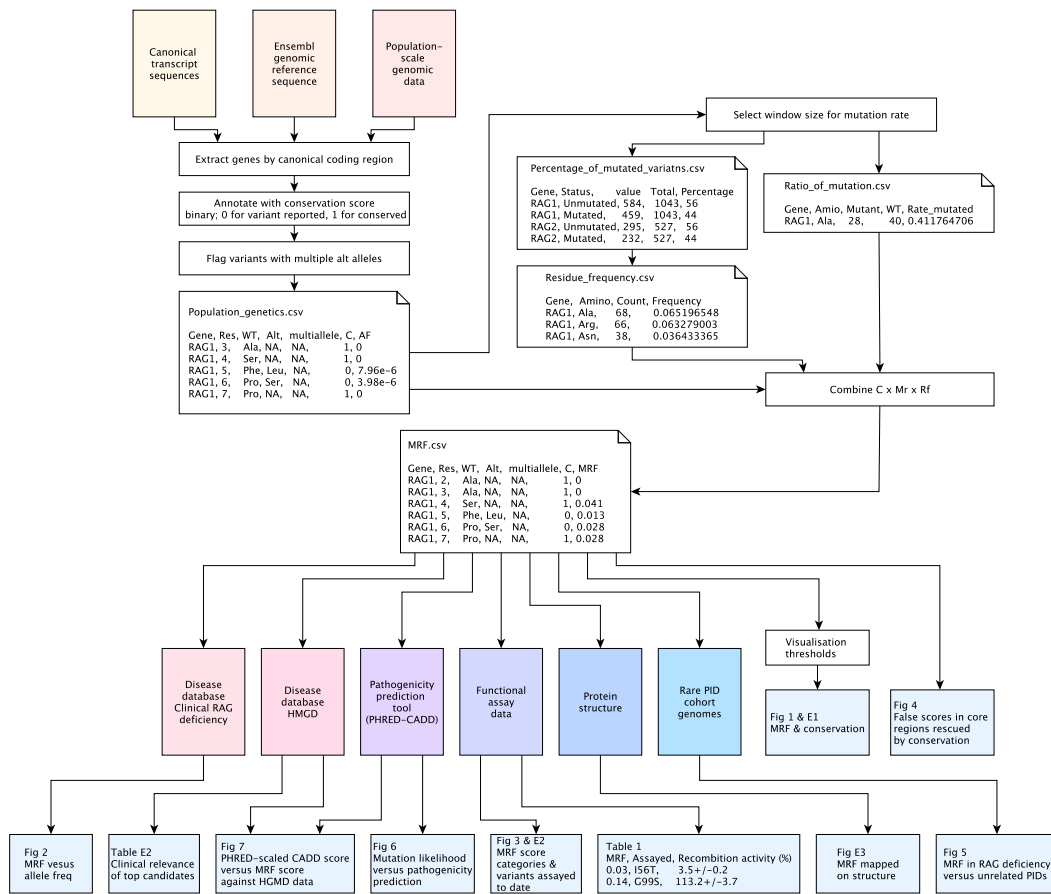 Canonical
transcript
sequences
Ensembl
genomic
reference
sequence
Population-
scale
genomic
data
Extract genes by canonical coding region
Annotate with conservation score
binary; 0 for variant reported, 1 for conserved
Flag variants with multiple alt alleles
Population_genetics.csv
Gene, Res, WT, Alt, multiallele, C, AF
RAG1, 3, Ala, NA, NA, 1, 0
RAG1, 4, Ser, NA, NA, 1, 0
RAG1, 5, Phe, Leu, NA, 0, 7.96e-6
RAG1, 6, Pro, Ser, NA, 0, 3.98e-6
RAG1, 7, Pro, NA, NA, 1, 0
Select window size for mutation rate
Percentage_of_mutated_variatns.csv
Gene, Status, value Total, Percentage
RAG1, Unmutated, 584, 1043, 56
RAG1, Mutated, 459, 1043, 44
RAG2, Unmutated, 295, 527, 56
RAG2, Mutated, 232, 527, 44
Ratio_of_mutation.csv
Gene, Amio, Mutant, WT, Rate_mutated
RAG1, Ala, 28, 40, 0.411764706
Residue_frequency.csv
Gene, Amino, Count, Frequency
RAG1, Ala, 68, 0.065196548
RAG1, Arg, 66, 0.063279003
RAG1, Asn, 38, 0.036433365
Combine C x Mr x Rf
MRF.csv
Gene, Res, WT, Alt, multiallele, C, MRF
RAG1, 2, Ala, NA, NA, 1, 0
RAG1, 3, Ala, NA, NA, 1, 0
RAG1, 4, Ser, NA, NA, 1, 0.041
RAG1, 5, Phe, Leu, NA, 0, 0.013
RAG1, 6, Pro, Ser, NA, 0, 0.028
RAG1, 7, Pro, NA, NA, 1, 0.028
Disease
database
Clinical RAG
deficiency
Disease
database
HMGD
Pathogenicity
prediction
tool
(PHRED-CADD)
Functional
assay
data
Protein
structure
Rare PID
cohort
genomes
Visualisation
thresholds
Fig 1 & E1
MRF & conservation
Fig 4
False scores in core
regions rescued
by conservation
Fig 2
MRF vesus
allele freq
Table E2
Clinical relevance
of top candidates
Fig 7
PHRED-scaled CADD score
versus MRF score
against HGMD data
Fig 6
Mutation likelihood
versus pathogenicity
prediction
Fig 3 & E2
MRF score
categories &
variants assayed
to date
Table 1
MRF, Assayed, Recombition activity (%)
0.03, I56T, 3.5+/-0.2
0.14, G99S, 113.2+/-3.7
Fig E3
MRF mapped
on structure
Fig 5
MRF in RAG deficiency
versus unrelated PIDs